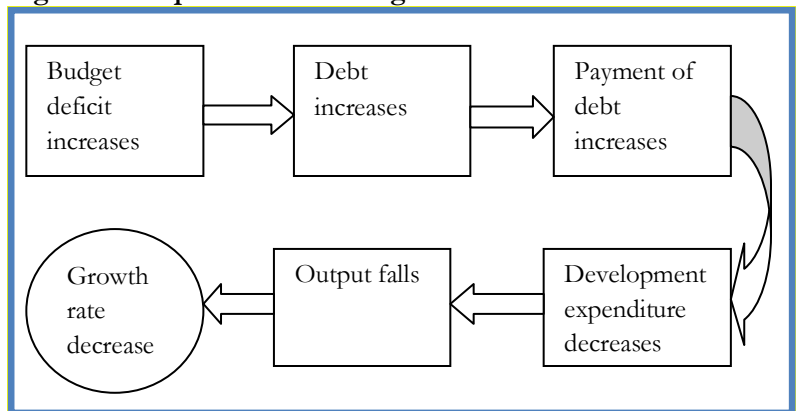 Budget
deficit
increases
Debt
increases
Payment of
debt
increases
Development
expenditure
decreases
Output falls
Growth
rate
decrease